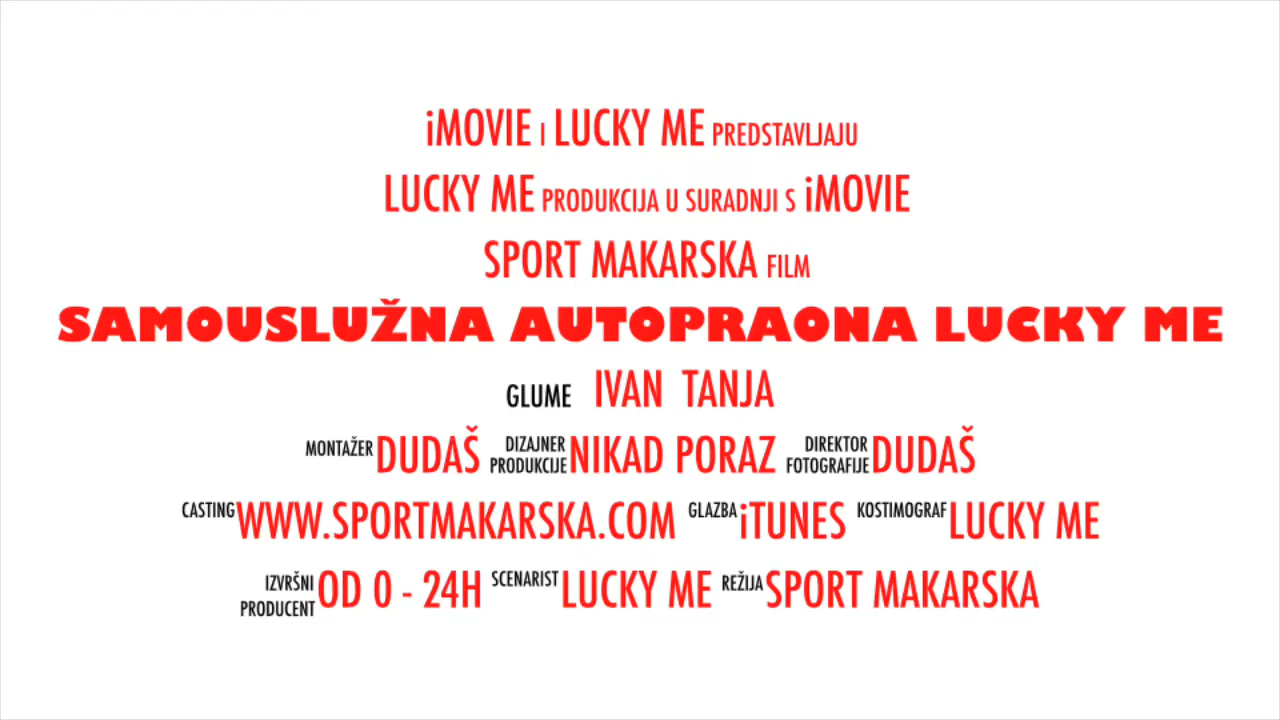 iMOVIE I LUCKY ME PREDSTAVLJAJU
LUCKY ME PRODUKCIJA U SURADNJI S iMOVIE
SPORT MAKARSKA FILM
SAMOUSLUŽNA AUTOPRAONA LUCKY ME
GLUME IVAN TANJA
MONTAŽER DUDAŠ DIZAJNER PRODUKCIJE NIKAD PORAZ DIREKTOR FOTOGRAFIJE DUDAŠ
CASTING WWW.SPORTMAKARSKA.COM GLAZBA iTUNES KOSTIMOGRAF LUCKY ME
IZVRŠNI PRODUCENT OD 0 - 24H SCENARIST LUCKY ME REŽIJA SPORT MAKARSKA